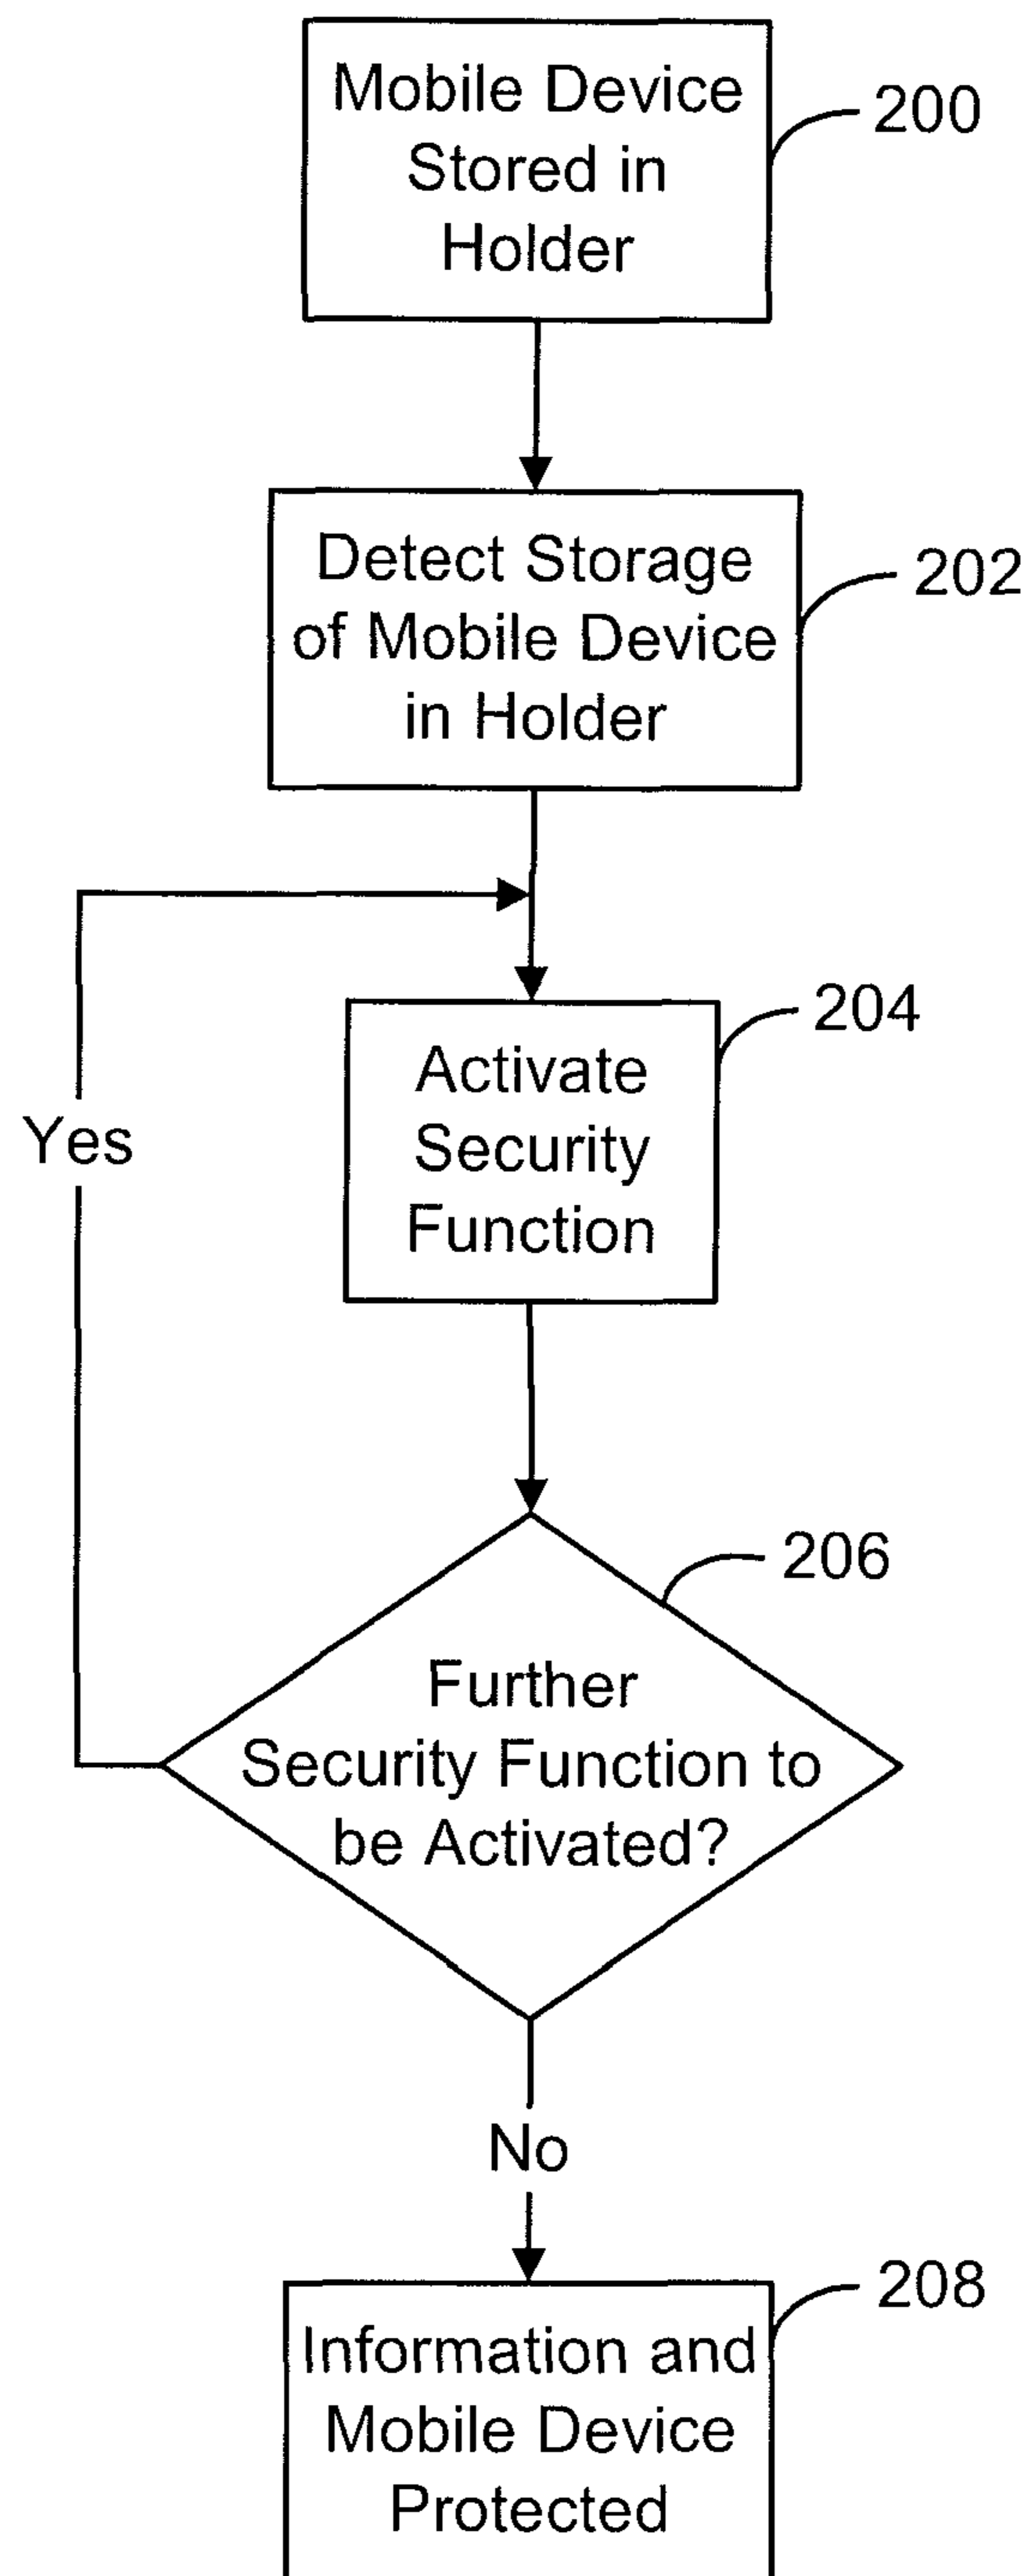 Mobile Device
Stored in
Holder
200
Detect Storage
of Mobile Device
in Holder
202
Activate
Security
Function
204
Yes
Further
Security Function to
be Activated?
206
No
Information and
Mobile Device
Protected
208